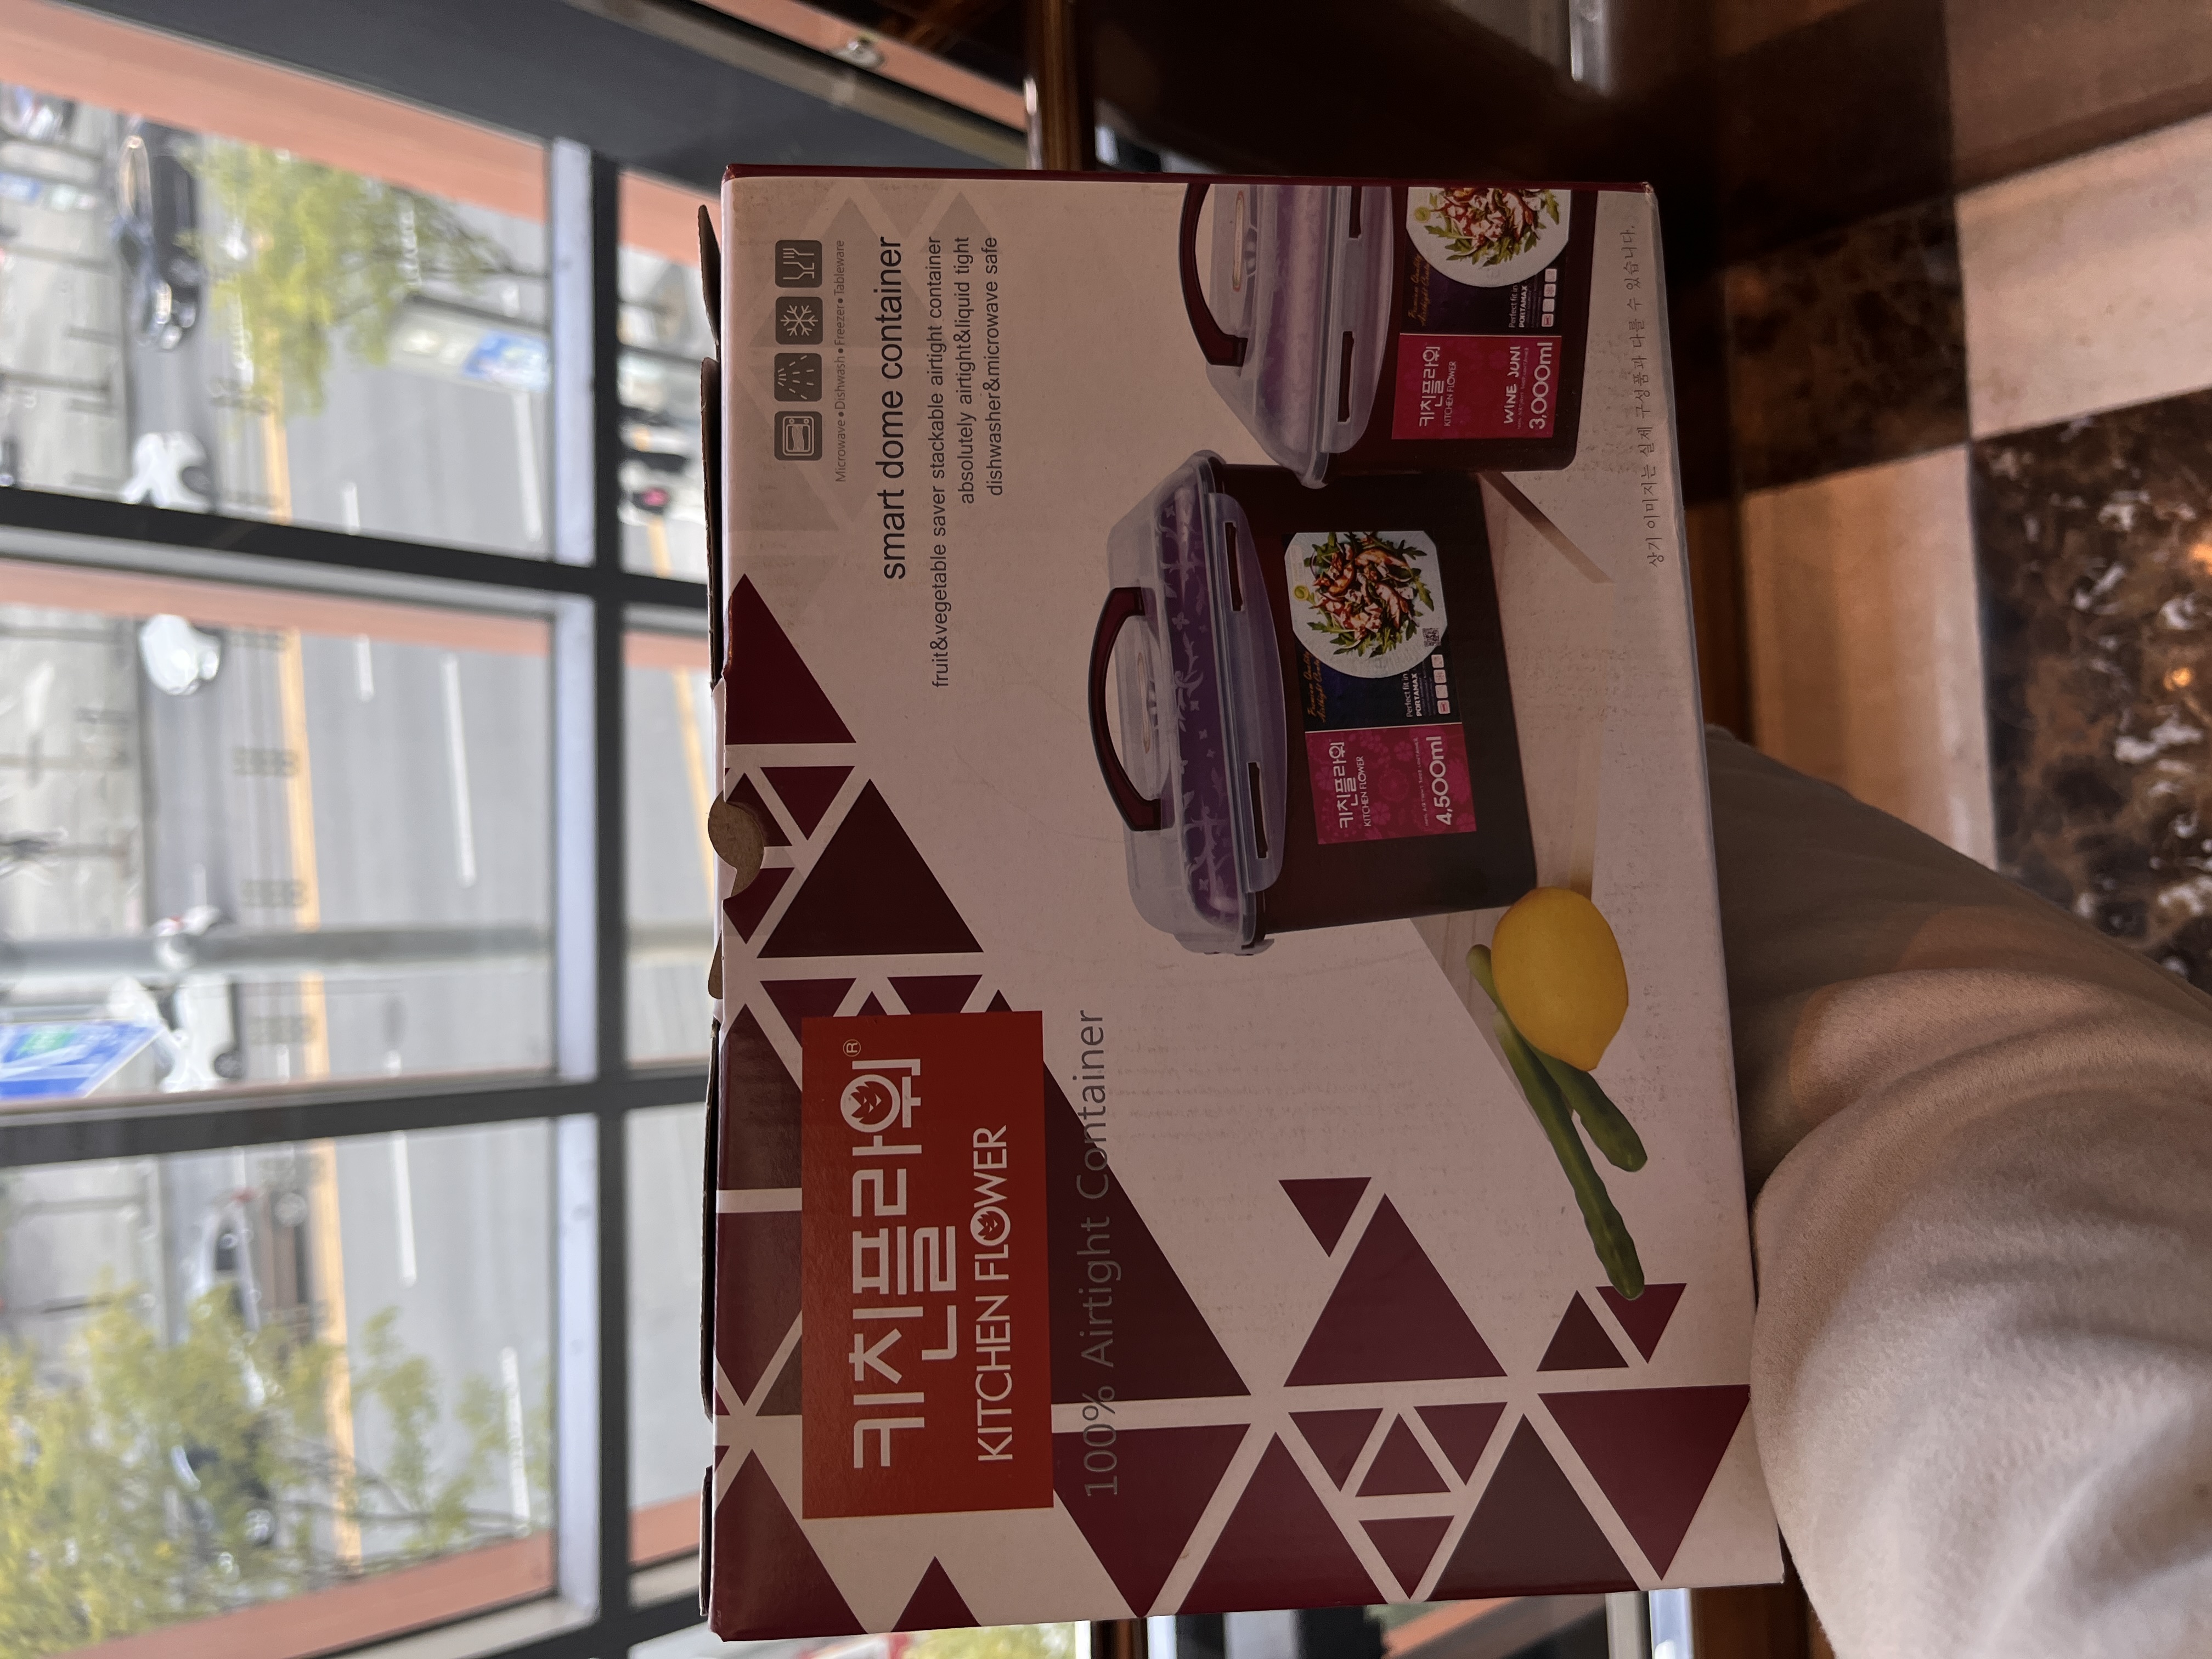 키친플라워®
KITCHEN FLOWER
100% Airtight Container
Microwave • Dishwash • Freezer • Tableware
smart dome container
fruit&vegetable saver stackable airtight container
absolutely airtight&liquid tight
dishwasher&microwave safe
키친플라워
KITCHEN FLOWER
4,500ml
Premium Quality
Perfect fit in
PORTAMAX
키친플라워
KITCHEN FLOWER
WINE JUNI
3,000ml
Premium Quality
Perfect fit in
PORTAMAX
상기 이미지는 실제 구성품과 다를 수 있습니다.